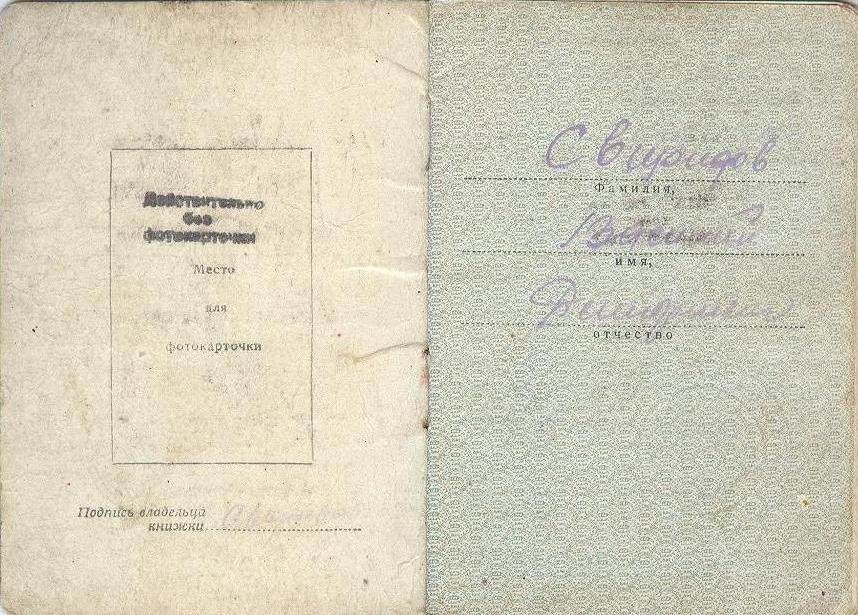 Действительно
без
фотокарточки
Место
для
фотокарточки
Подпись владельца
книжки
Свиридов
Фамилия,
Василий
имя,
отчество